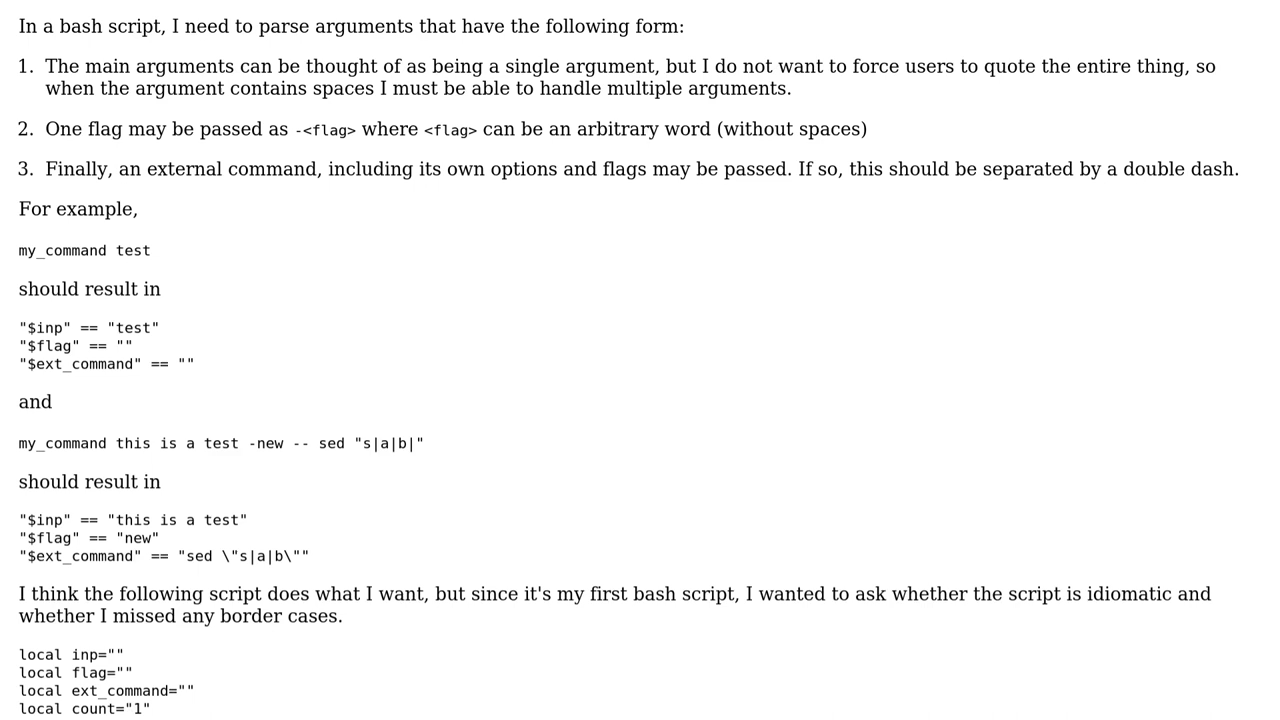 In a bash script, I need to parse arguments that have the following form:
1. The main arguments can be thought of as being a single argument, but I do not want to force users to quote the entire thing, so
when the argument contains spaces I must be able to handle multiple arguments.
2. One flag may be passed as -<flag> where <flag> can be an arbitrary word (without spaces)
3. Finally, an external command, including its own options and flags may be passed. If so, this should be separated by a double dash.
For example,
my_command test
should result in
"$inp" == "test"
"$flag" == ""
"$ext_command" == ""
and
my_command this is a test -new -- sed "s|a|b|"
should result in
"$inp" == "this is a test"
"$flag" == "new"
"$ext_command" == "sed \"s|a|b\""
I think the following script does what I want, but since it's my first bash script, I wanted to ask whether the script is idiomatic and
whether I missed any border cases.
local inp=""
local flag=""
local ext_command=""
local count="1"